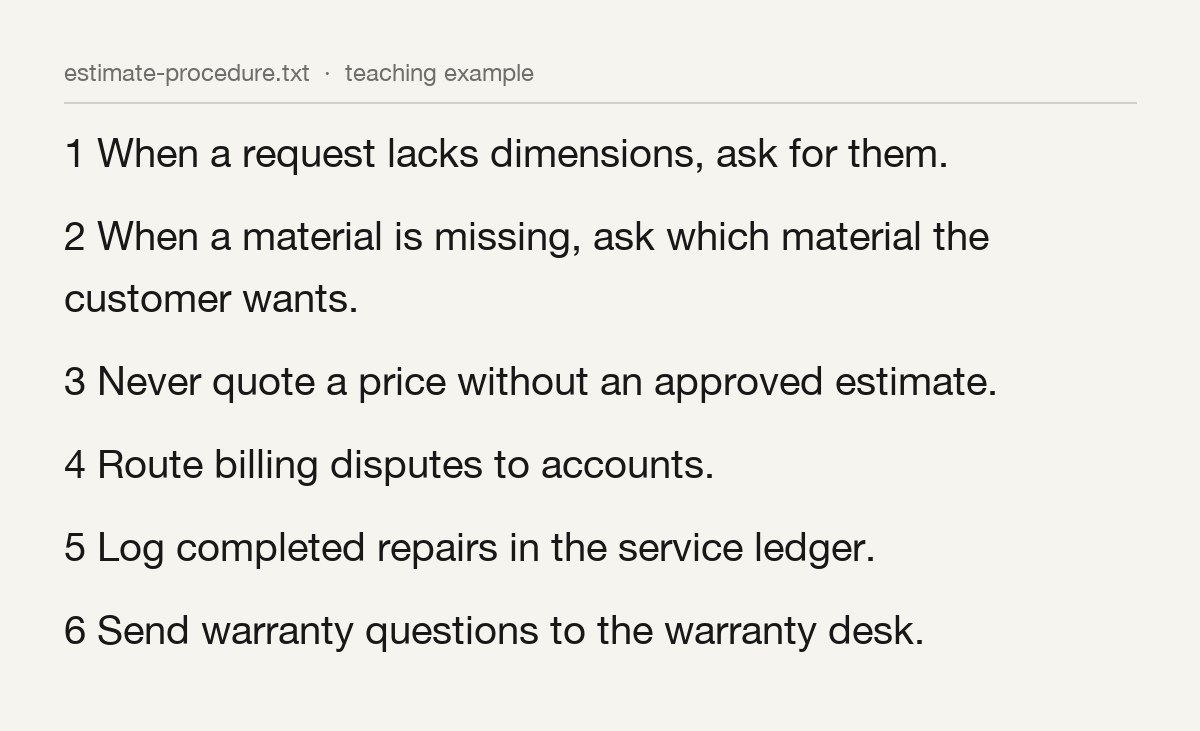 estimate-procedure.txt · teaching example
1 When a request lacks dimensions, ask for them.
2 When a material is missing, ask which material the
customer wants.
3 Never quote a price without an approved estimate.
4 Route billing disputes to accounts.
5 Log completed repairs in the service ledger.
6 Send warranty questions to the warranty desk.